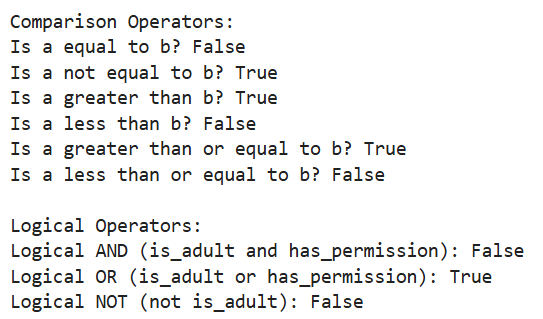 Comparison Operators:
Is a equal to b? False
Is a not equal to b? True
Is a greater than b? True
Is a less than b? False
Is a greater than or equal to b? True
Is a less than or equal to b? False
Logical Operators:
Logical AND (is_adult and has_permission): False
Logical OR (is_adult or has_permission): True
Logical NOT (not is_adult): False